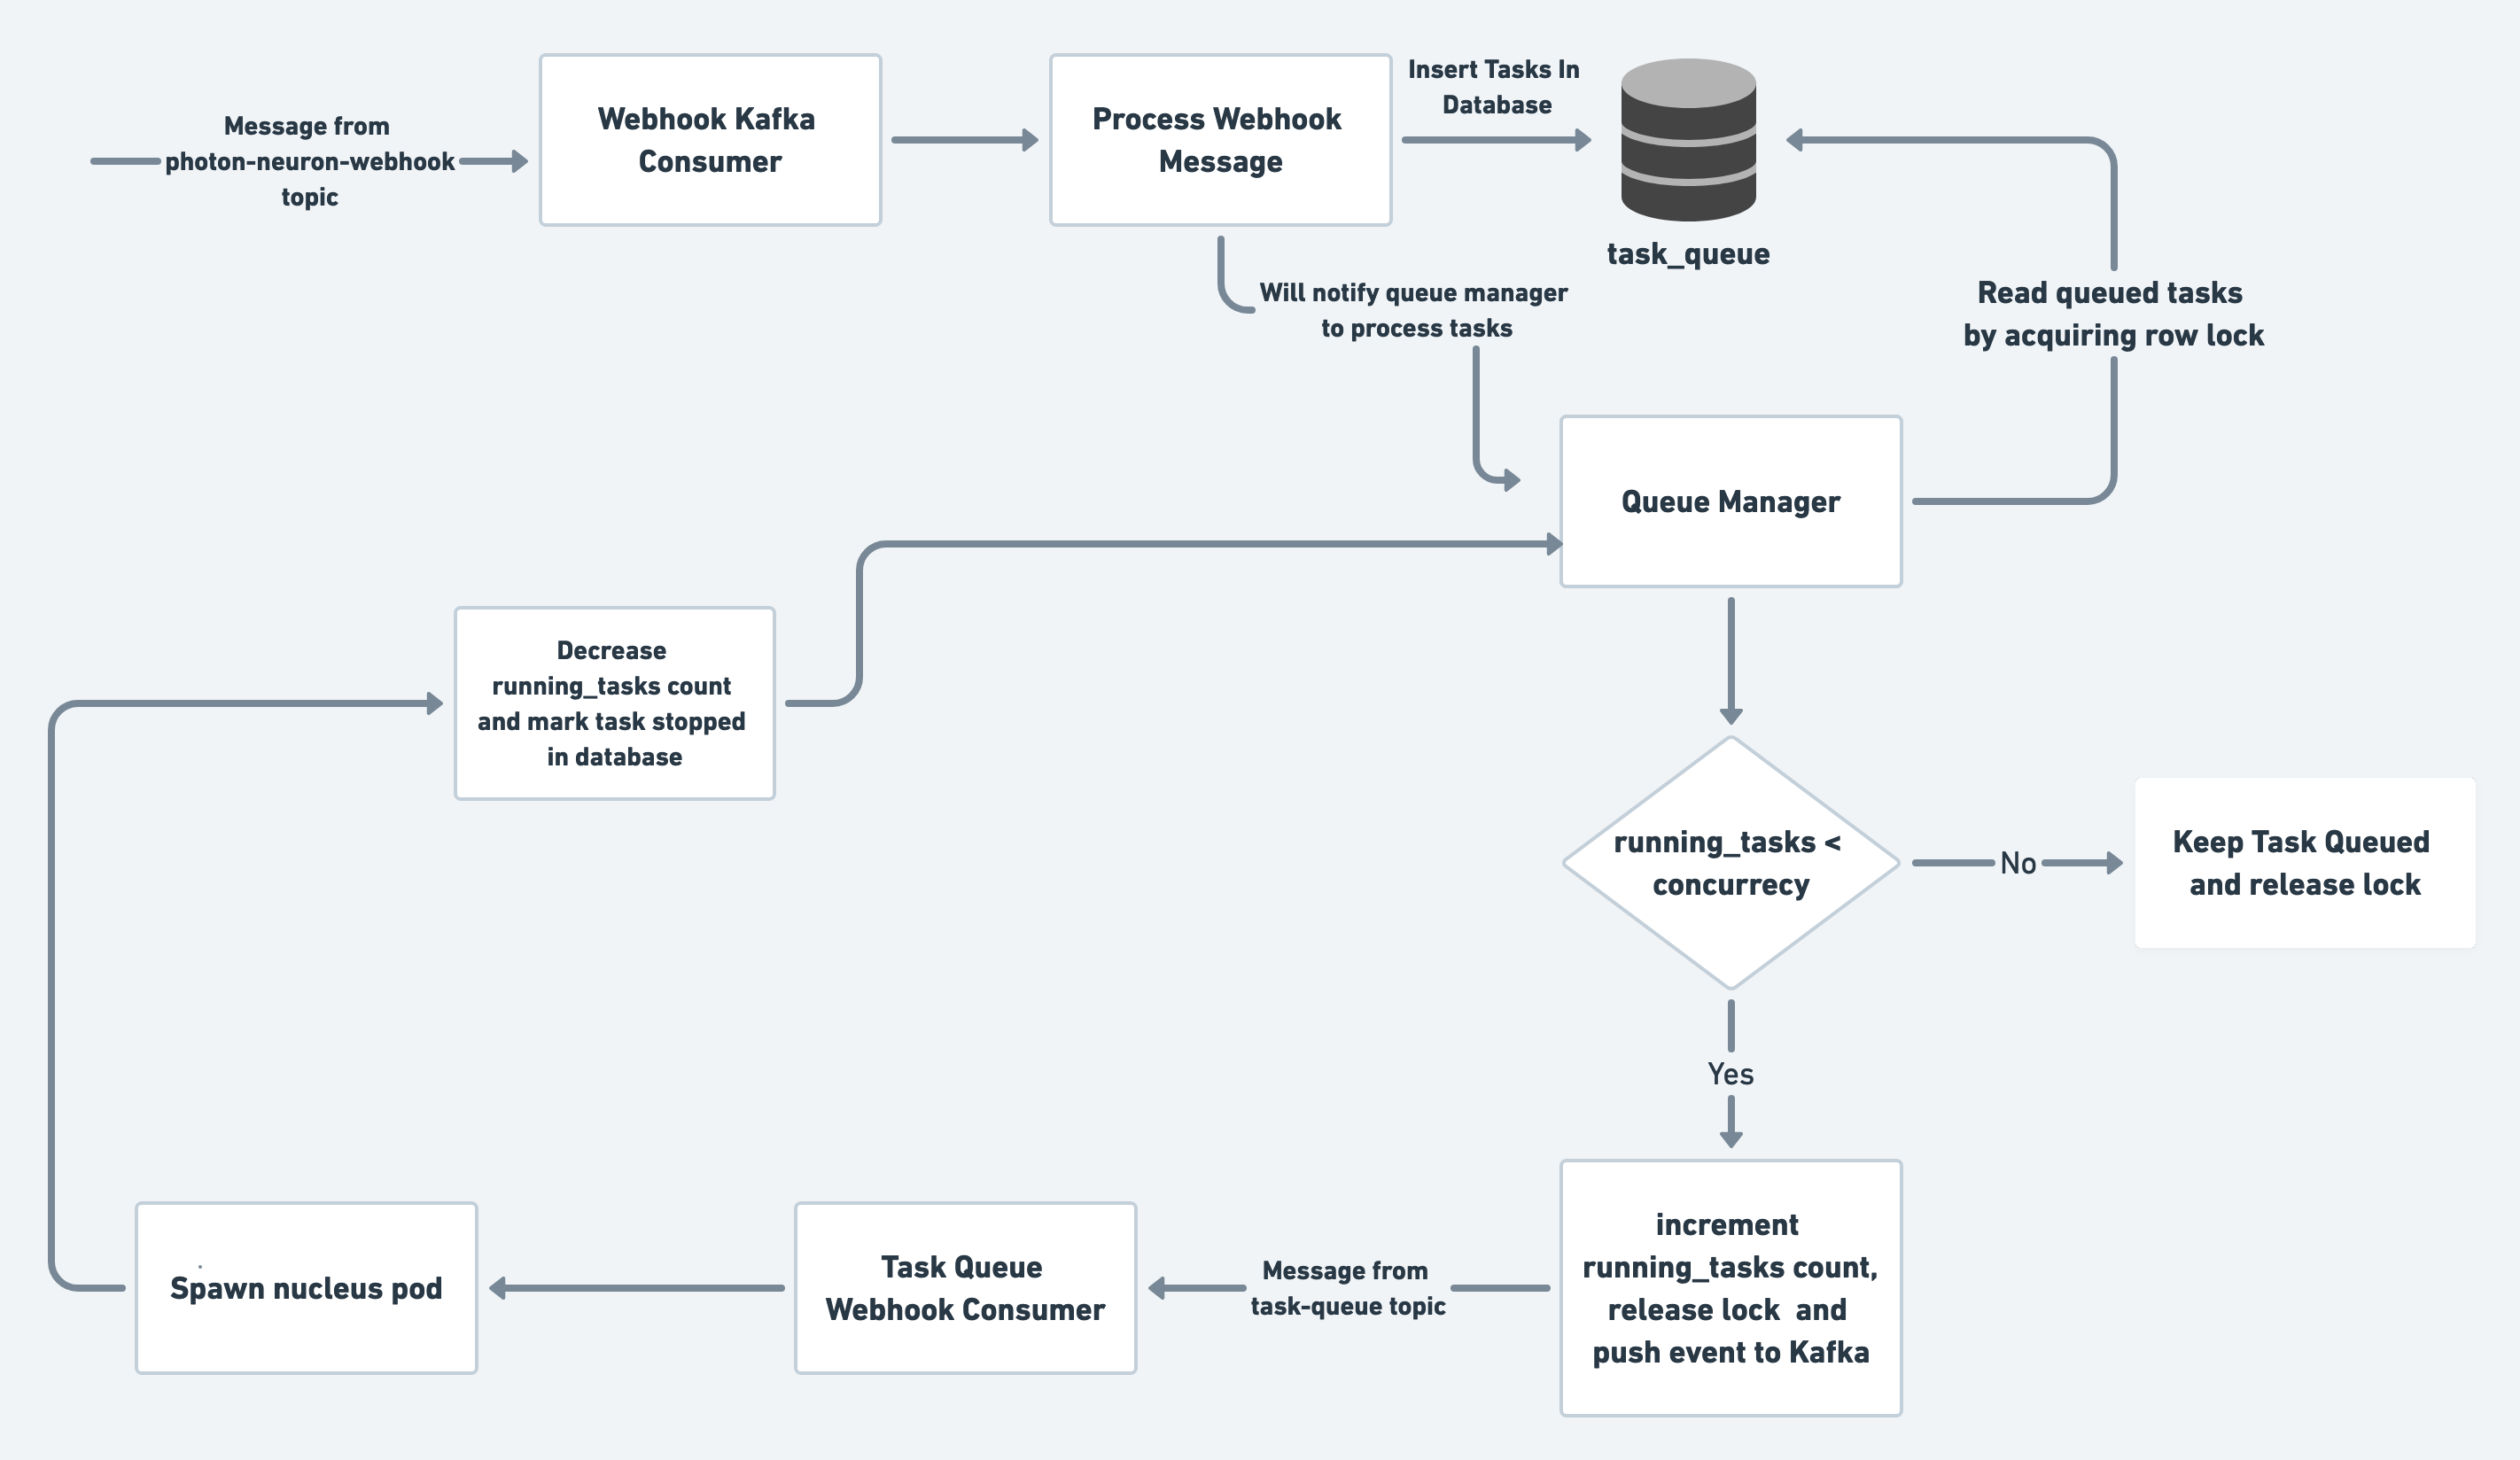 Message from
photon-neuron-webhook
topic
Webhook Kafka
Consumer
Process Webhook
Message
Insert Tasks In
Database
task_queue
Will notify queue manager
to process tasks
Read queued tasks
by acquiring row lock
Queue Manager
Decrease
running_tasks count
and mark task stopped
in database
running_tasks <
concurrecy
No
Keep Task Queued
and release lock
Yes
increment
running_tasks count,
release lock  and
push event to Kafka
Message from
task-queue topic
Task Queue
Webhook Consumer
Spawn nucleus pod